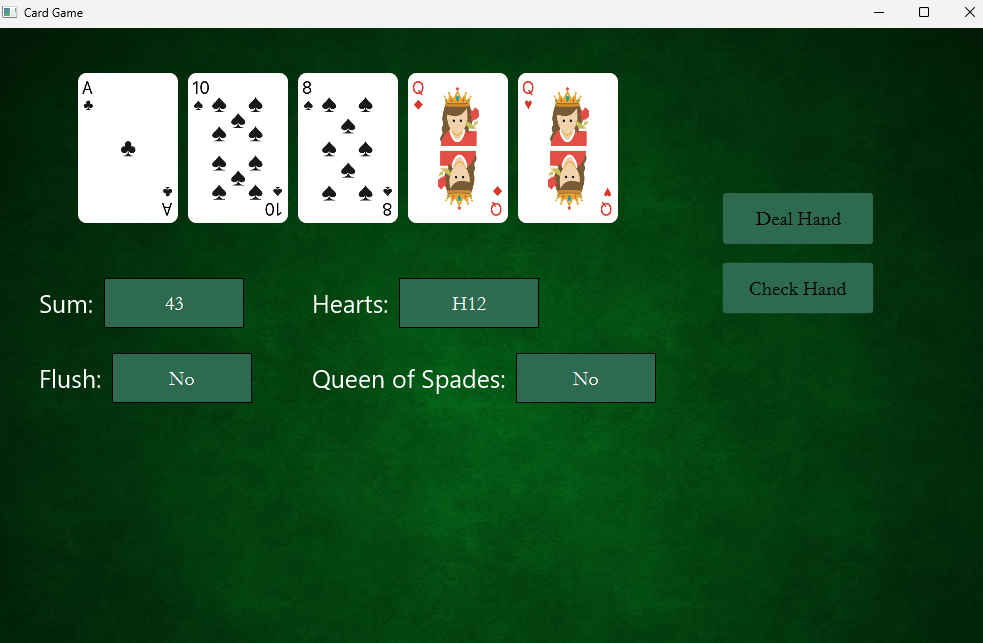 Card Game
A 10 8 Q Q
A 10 8 Q Q
Deal Hand
Check Hand
Sum: 43 Hearts: H12
Flush: No Queen of Spades: No